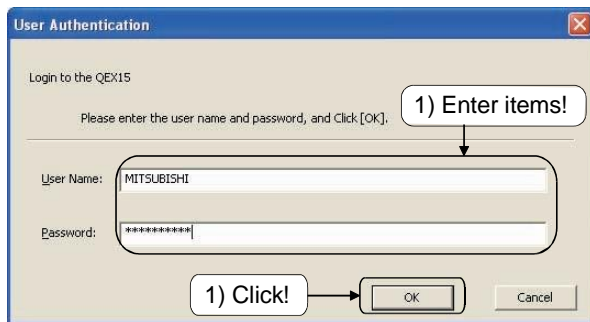 User Authentication
Login to the QEX15
1) Enter items!
Please enter the user name and password, and Click [OK].
User Name: MITSUBISHI
Password: **********
1) Click!
OK
Cancel